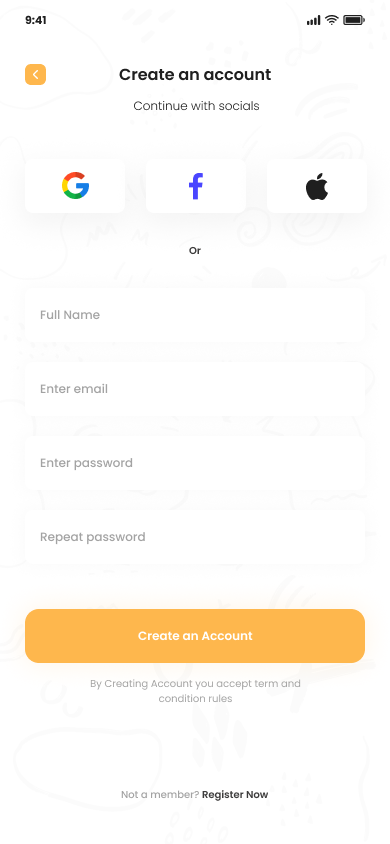 9:41
Create an account
Continue with socials
Or
Full Name
Enter email
Enter password
Repeat password
Create an Account
By Creating Account you accept term and
condition rules
Not a member? Register Now